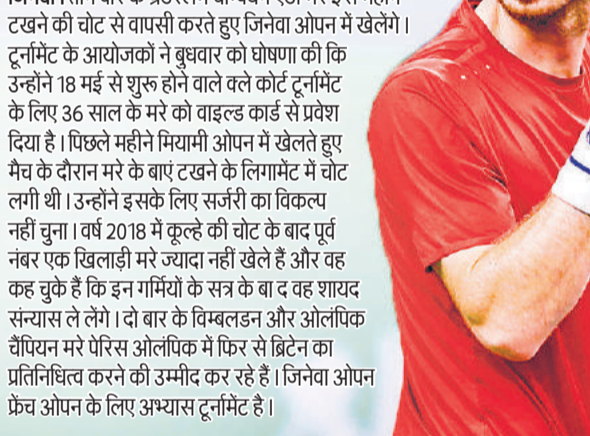 टखने की चोट से वापसी करते हुए जिनेवा ओपन में खेलेंगे।
टूर्नामेंट के आयोजकों ने बुधवार को घोषणा की कि
उन्होंने 18 मई से शुरू होने वाले क्ले कोर्ट टूर्नामेंट
के लिए 36 साल के मरे को वाइल्ड कार्ड से प्रवेश
दिया है। पिछले महीने मियामी ओपन में खेलते हुए
मैच के दौरान मरे के बाएं टखने के लिगामेंट में चोट
लगी थी। उन्होंने इसके लिए सर्जरी का विकल्प
नहीं चुना। वर्ष 2018 में कूल्हे की चोट के बाद पूर्व
नंबर एक खिलाड़ी मरे ज्यादा नहीं खेले हैं और वह
कह चुके हैं कि इन गर्मियों के सत्र के बा द वह शायद
संन्यास ले लेंगे। दो बार के विम्बलडन और ओलंपिक
चैंपियन मरे पेरिस ओलंपिक में फिर से ब्रिटेन का
प्रतिनिधित्व करने की उम्मीद कर रहे हैं। जिनेवा ओपन
फ्रेंच ओपन के लिए अभ्यास टूर्नामेंट है।